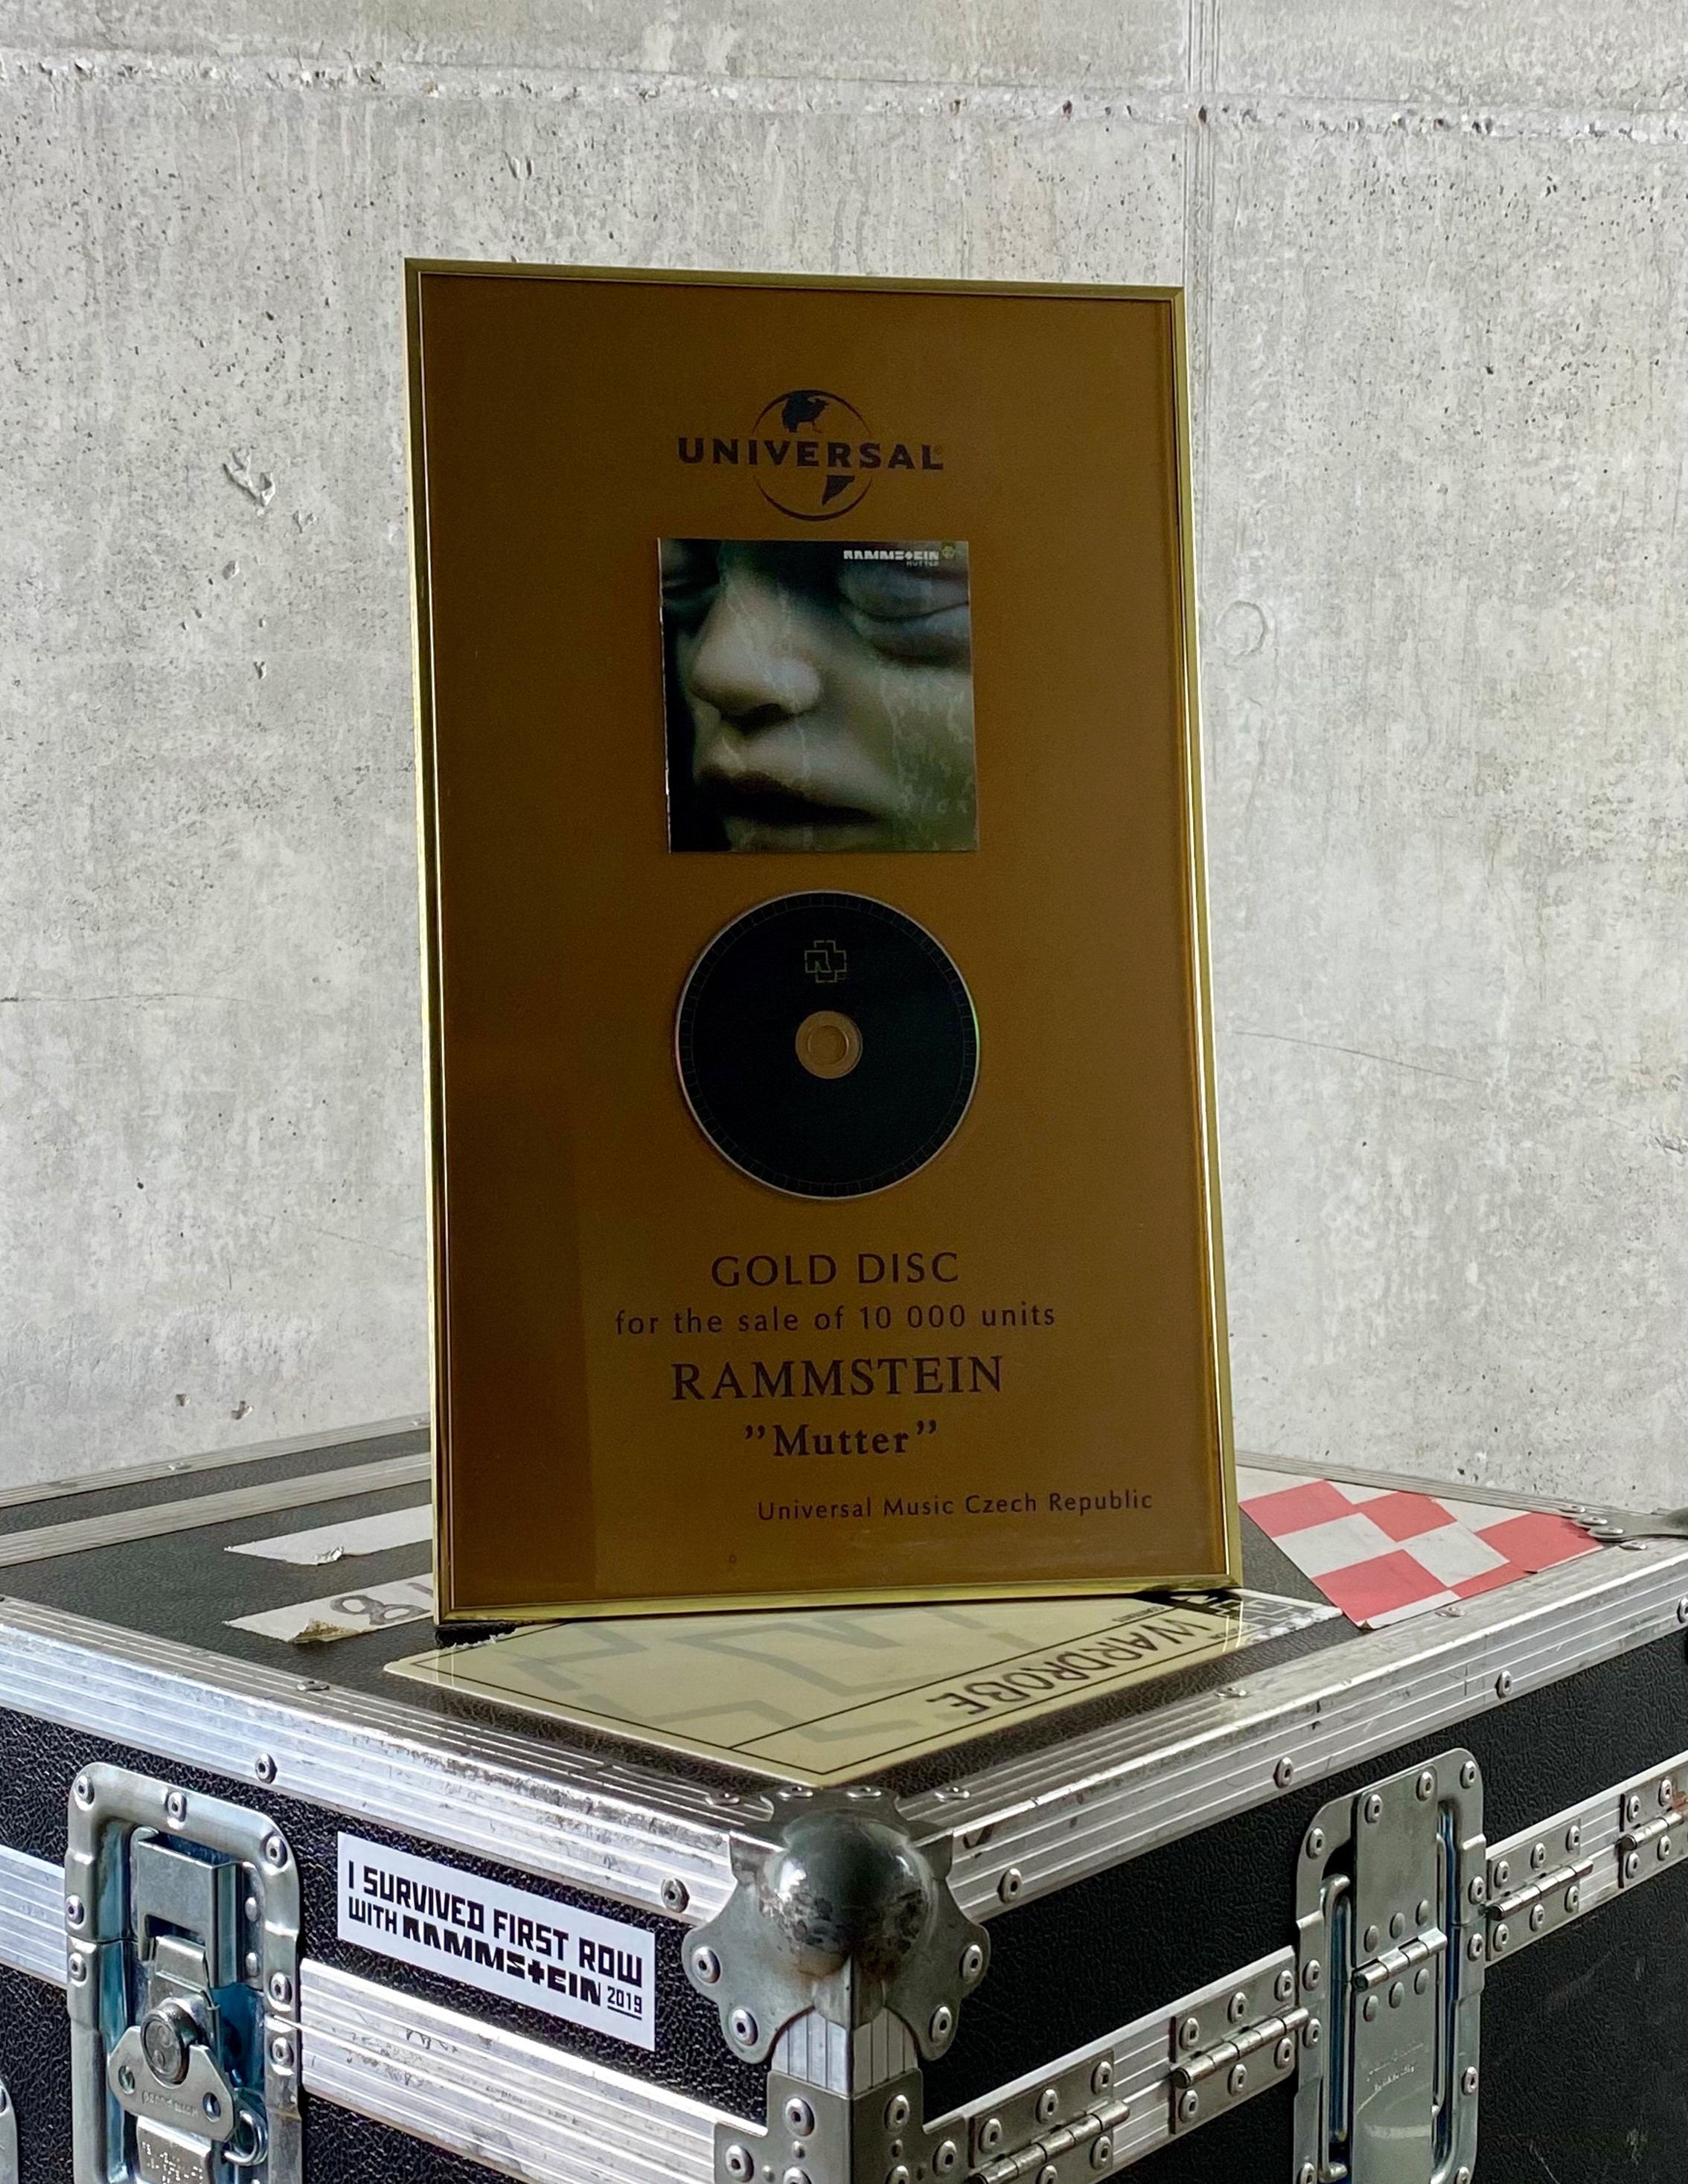 UNIVERSAL
RAMMSTEIN
MUTTER
GOLD DISC
for the sale of 10 000 units
RAMMSTEIN
”Mutter”
Universal Music Czech Republic
WARDROBE
I SURVIVED FIRST ROW
WITH RAMMSTEIN 2019